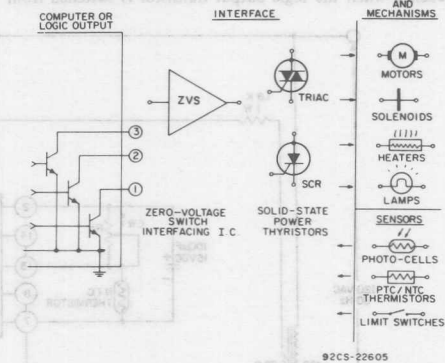 COMPUTER OR
LOGIC OUTPUT
INTERFACE
AND
MECHANISMS
3
2
1
ZVS
ZERO-VOLTAGE
SWITCH
INTERFACING I.C.
TRIAC
SCR
SOLID-STATE
POWER
THYRISTORS
M
MOTORS
SOLENOIDS
HEATERS
LAMPS
SENSORS
PHOTO-CELLS
PTC/NTC
THERMISTORS
LIMIT SWITCHES
92CS-22605